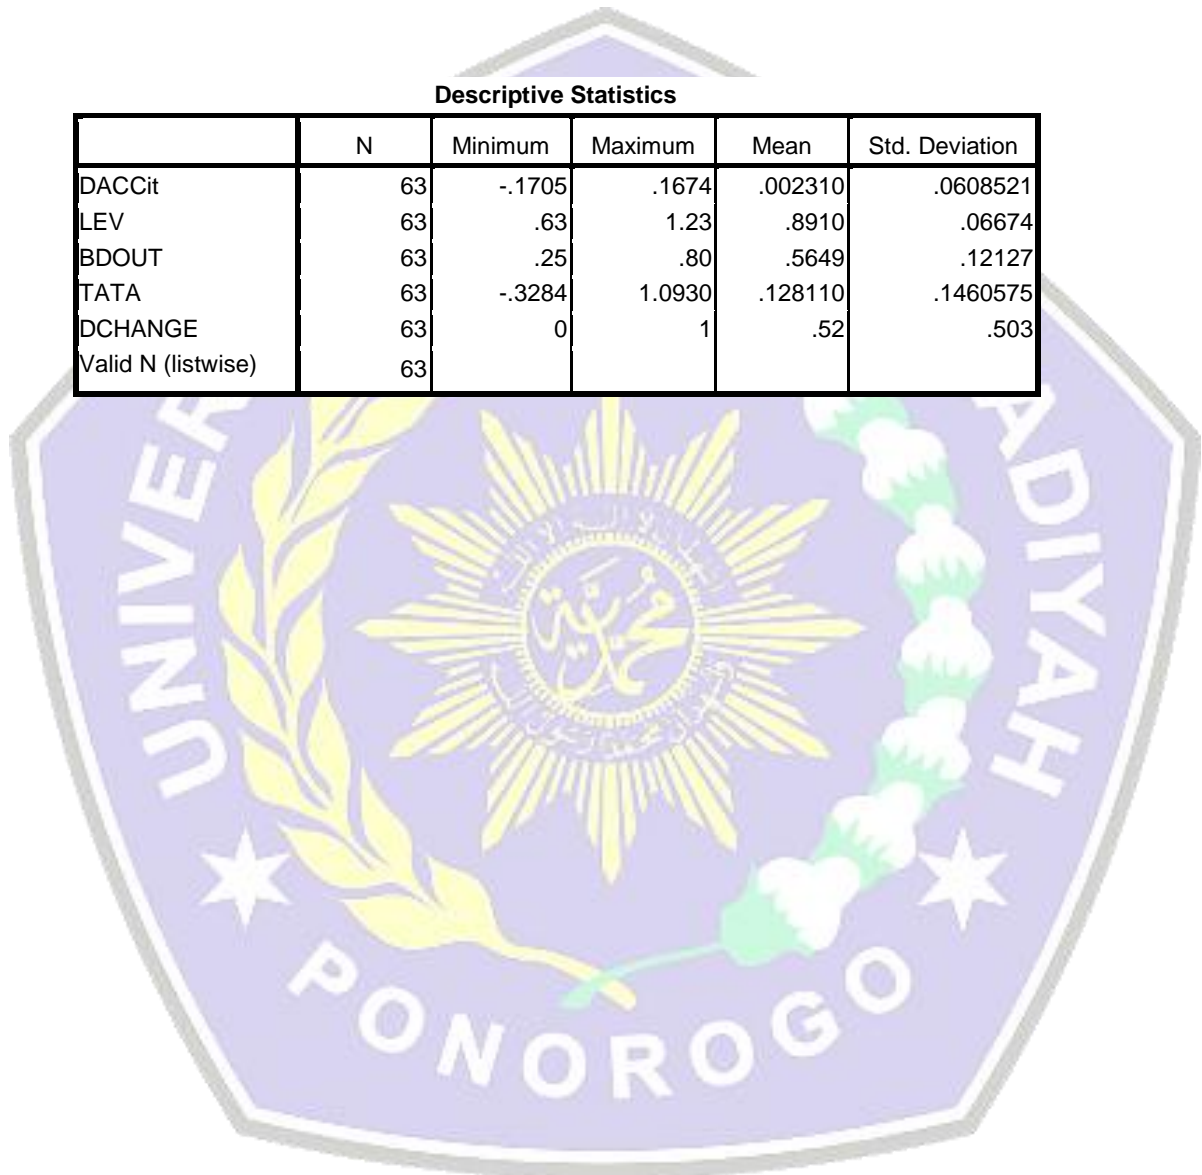 Descriptive Statistics
N Minimum Maximum Mean Std. Deviation
DACCit 63 -.1705 .1674 .002310 .0608521
LEV 63 .63 1.23 .8910 .06674
BDOUT 63 .25 .80 .5649 .12127
TATA 63 -.3284 1.0930 .128110 .1460575
DCHANGE 63 0 1 .52 .503
Valid N (listwise) 63
UNIVER
ADIYAH
PONOROGO